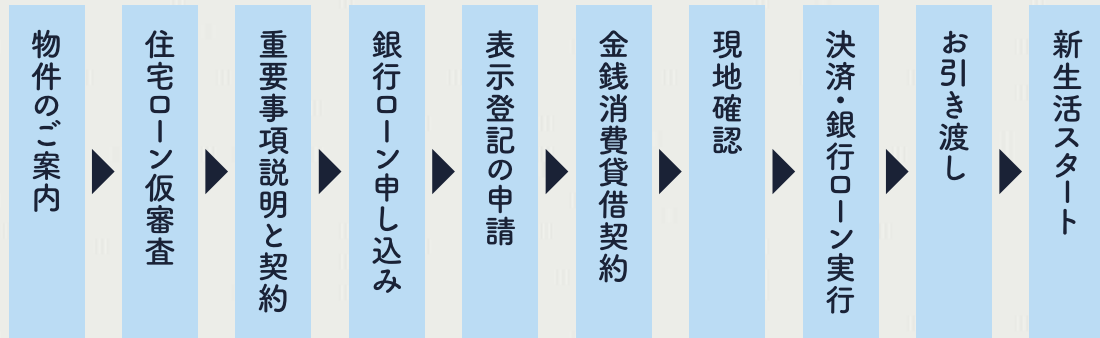 物件のご案内
住宅ローン仮審査
重要事項説明と契約
銀行ローン申し込み
表示登記の申請
金銭消費貸借契約
現地確認
決済・銀行ローン実行
お引き渡し
新生活スタート